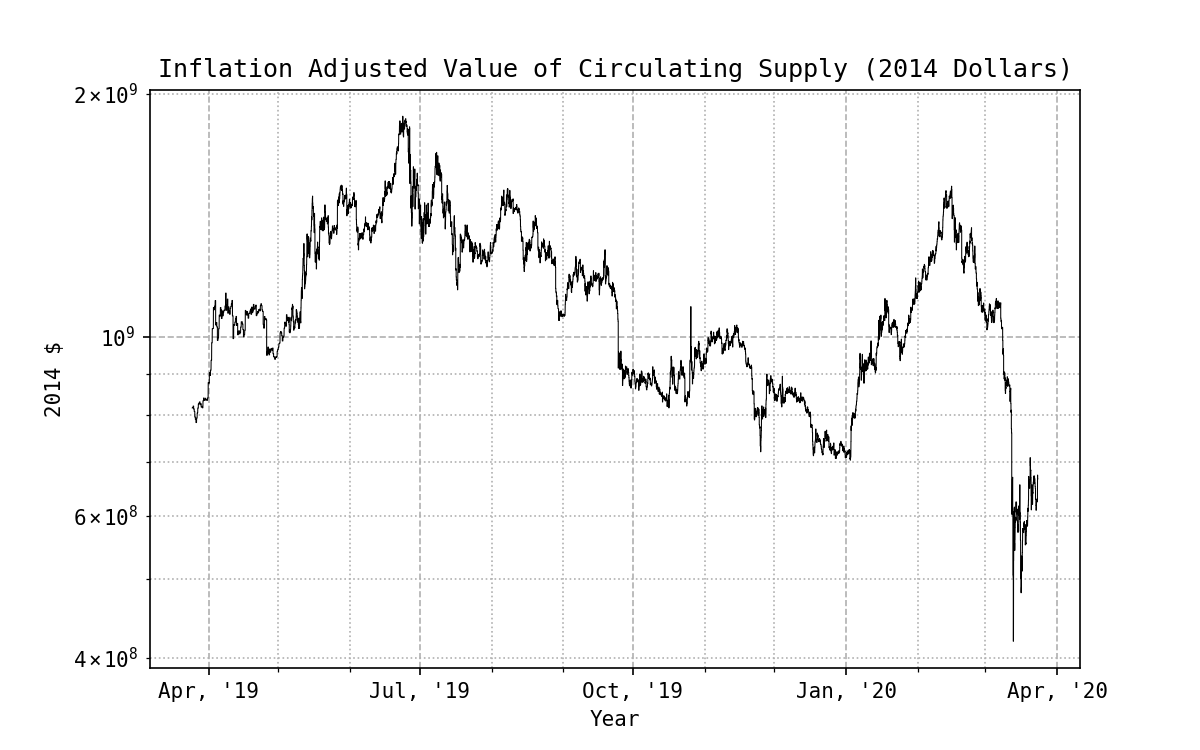 Inflation Adjusted Value of Circulating Supply (2014 Dollars)
2×10⁹
10⁹
6×10⁸
4×10⁸
2014 $
Apr, '19
Jul, '19
Oct, '19
Jan, '20
Apr, '20
Year